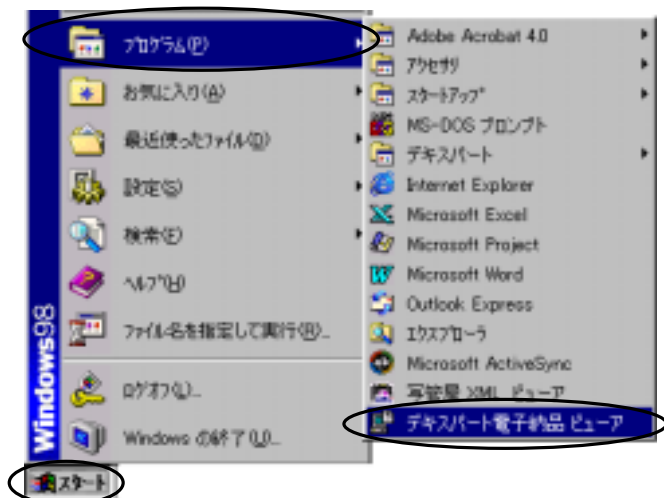 プログラム(P)
お気に入り(A)
最近使ったファイル(D)
設定(S)
検索(F)
ヘルプ(H)
ファイル名を指定して実行(R)...
ログオフ(L)...
Windows の終了(U)...
Windows98
スタート
Adobe Acrobat 4.0
アクセサリ
スタートアップ
MS-DOS プロンプト
デキスパート
Internet Explorer
Microsoft Excel
Microsoft Project
Microsoft Word
Outlook Express
エクスプローラ
Microsoft ActiveSync
写管屋 XML ビューア
デキスパート電子納品 ビューア